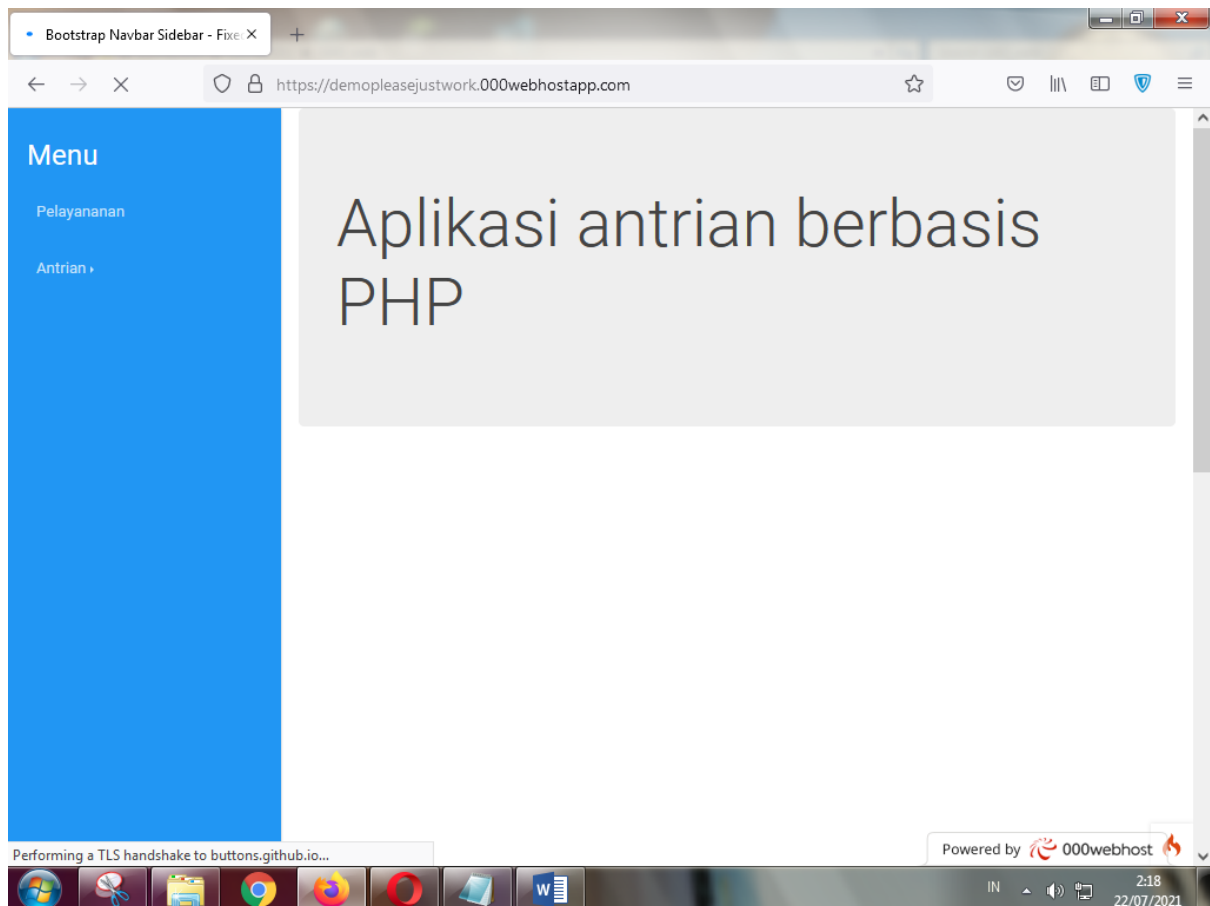 Bootstrap Navbar Sidebar - Fixe
https://demopleasejustwork.000webhostapp.com
Menu
Pelayananan
Antrian
Aplikasi antrian berbasis
PHP
Performing a TLS handshake to buttons.github.io...
Powered by 000webhost
IN
2:18
22/07/2021